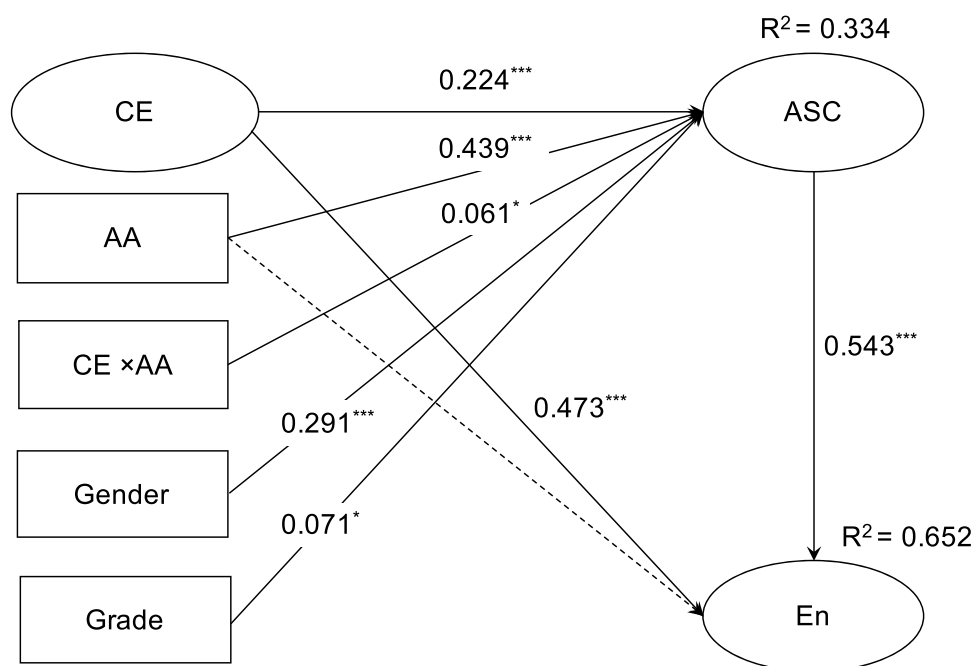 R² = 0.334
CE
0.224***
ASC
0.439***
AA
0.061*
CE ×AA
0.543***
0.291***
0.473***
Gender
0.071*
R² = 0.652
Grade
En